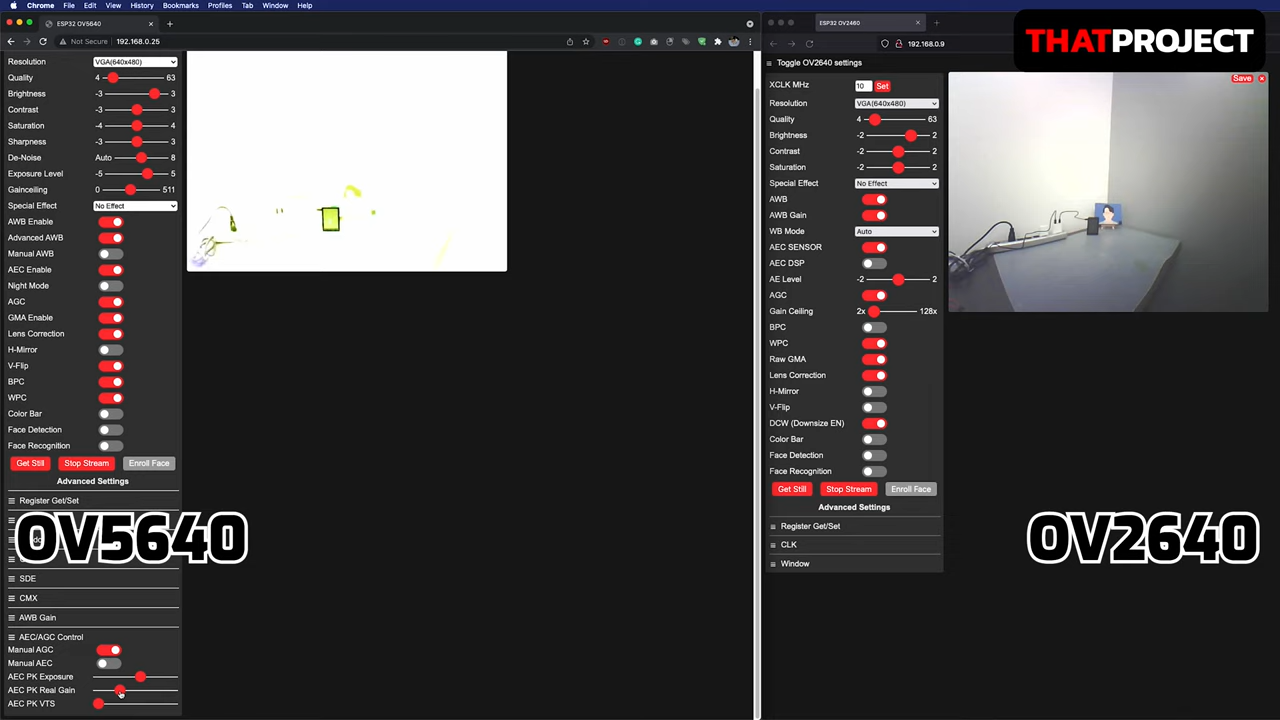 Chrome File Edit View History Bookmarks Profiles Tab Window Help
ESP32 OV5640
Not Secure 192.168.0.25
Resolution VGA(640x480)
Quality 4 63
Brightness -3 3
Contrast -3 3
Saturation -4 4
Sharpness -3 3
De-Noise Auto 8
Exposure Level -5 5
Gainceiling 0 511
Special Effect No Effect
AWB Enable
Advanced AWB
Manual AWB
AEC Enable
Night Mode
AGC
GMA Enable
Lens Correction
H-Mirror
V-Flip
BPC
WPC
Color Bar
Face Detection
Face Recognition
Get Still Stop Stream Enroll Face
Advanced Settings
Register Get/Set
OV5640
SDE
CMX
AWB Gain
AEC/AGC Control
Manual AGC
Manual AEC
AEC PK Exposure
AEC PK Real Gain
AEC PK VTS
ESP32 OV2460
192.168.0.9
THATPROJECT
Toggle OV2640 settings
XCLK MHz 10 Set
Resolution VGA(640x480)
Quality 4 63
Brightness -2 2
Contrast -2 2
Saturation -2 2
Special Effect No Effect
AWB
AWB Gain
WB Mode Auto
AEC SENSOR
AEC DSP
AE Level -2 2
AGC
Gain Ceiling 2x 128x
BPC
WPC
Raw GMA
Lens Correction
H-Mirror
V-Flip
DCW (Downsize EN)
Color Bar
Face Detection
Face Recognition
Get Still Stop Stream Enroll Face
Advanced Settings
Register Get/Set
CLK
Window
Save
OV2640